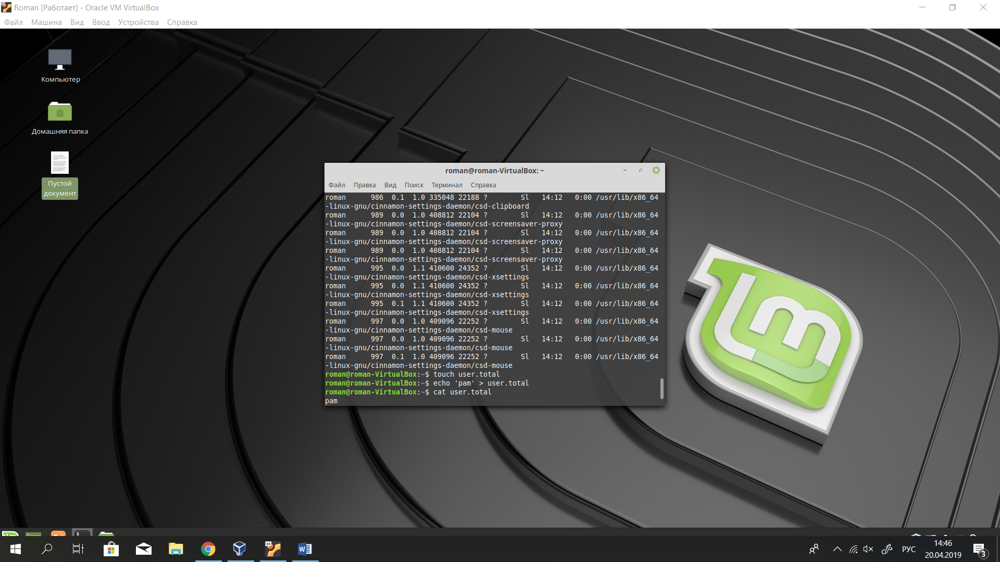 Roman [Работает] - Oracle VM VirtualBox
Файл Машина Вид Ввод Устройства Справка
Компьютер
Домашняя папка
Пустой
документ
roman@roman-VirtualBox: ~
Файл Правка Вид Поиск Терминал Справка
roman      986  0.1  1.0 335048 22188 ?        Sl   14:12   0:00 /usr/lib/x86_64
-linux-gnu/cinnamon-settings-daemon/csd-clipboard
roman      989  0.0  1.0 408812 22104 ?        Sl   14:12   0:00 /usr/lib/x86_64
-linux-gnu/cinnamon-settings-daemon/csd-screensaver-proxy
roman      989  0.0  1.0 408812 22104 ?        Sl   14:12   0:00 /usr/lib/x86_64
-linux-gnu/cinnamon-settings-daemon/csd-screensaver-proxy
roman      989  0.0  1.0 408812 22104 ?        Sl   14:12   0:00 /usr/lib/x86_64
-linux-gnu/cinnamon-settings-daemon/csd-screensaver-proxy
roman      995  0.0  1.1 410600 24352 ?        Sl   14:12   0:00 /usr/lib/x86_64
-linux-gnu/cinnamon-settings-daemon/csd-xsettings
roman      995  0.0  1.1 410600 24352 ?        Sl   14:12   0:00 /usr/lib/x86_64
-linux-gnu/cinnamon-settings-daemon/csd-xsettings
roman      995  0.1  1.1 410600 24352 ?        Sl   14:12   0:00 /usr/lib/x86_64
-linux-gnu/cinnamon-settings-daemon/csd-xsettings
roman      997  0.0  1.0 409096 22252 ?        Sl   14:12   0:00 /usr/lib/x86_64
-linux-gnu/cinnamon-settings-daemon/csd-mouse
roman      997  0.0  1.0 409096 22252 ?        Sl   14:12   0:00 /usr/lib/x86_64
-linux-gnu/cinnamon-settings-daemon/csd-mouse
roman      997  0.1  1.0 409096 22252 ?        Sl   14:12   0:00 /usr/lib/x86_64
-linux-gnu/cinnamon-settings-daemon/csd-mouse
roman@roman-VirtualBox:~$ touch user.total
roman@roman-VirtualBox:~$ echo 'pam' > user.total
roman@roman-VirtualBox:~$ cat user.total
pam
64
W
РУС
14:46
20.04.2019
3